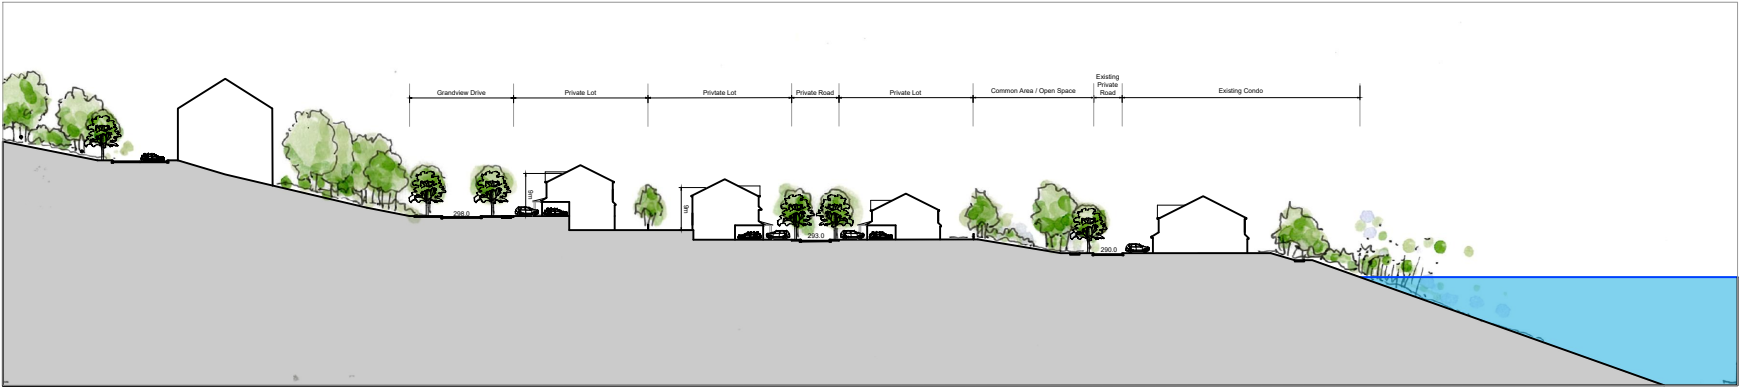 Grandview Drive
Private Lot
Privtate Lot
Private Road
Private Lot
Common Area / Open Space
Existing
Private
Road
Existing Condo
9m
9m
298.0
293.0
290.0